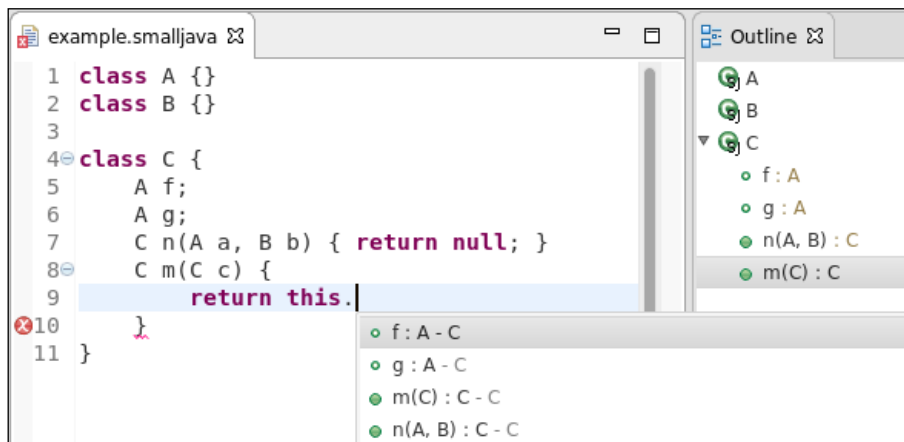 example.smalljava
1 class A {}
2 class B {}
3
4 class C {
5 A f;
6 A g;
7 C n(A a, B b) { return null; }
8 C m(C c) {
9 return this.
10 }
11 }
f : A - C
g : A - C
m(C) : C - C
n(A, B) : C - C
Outline
A
B
C
f : A
g : A
n(A, B) : C
m(C) : C